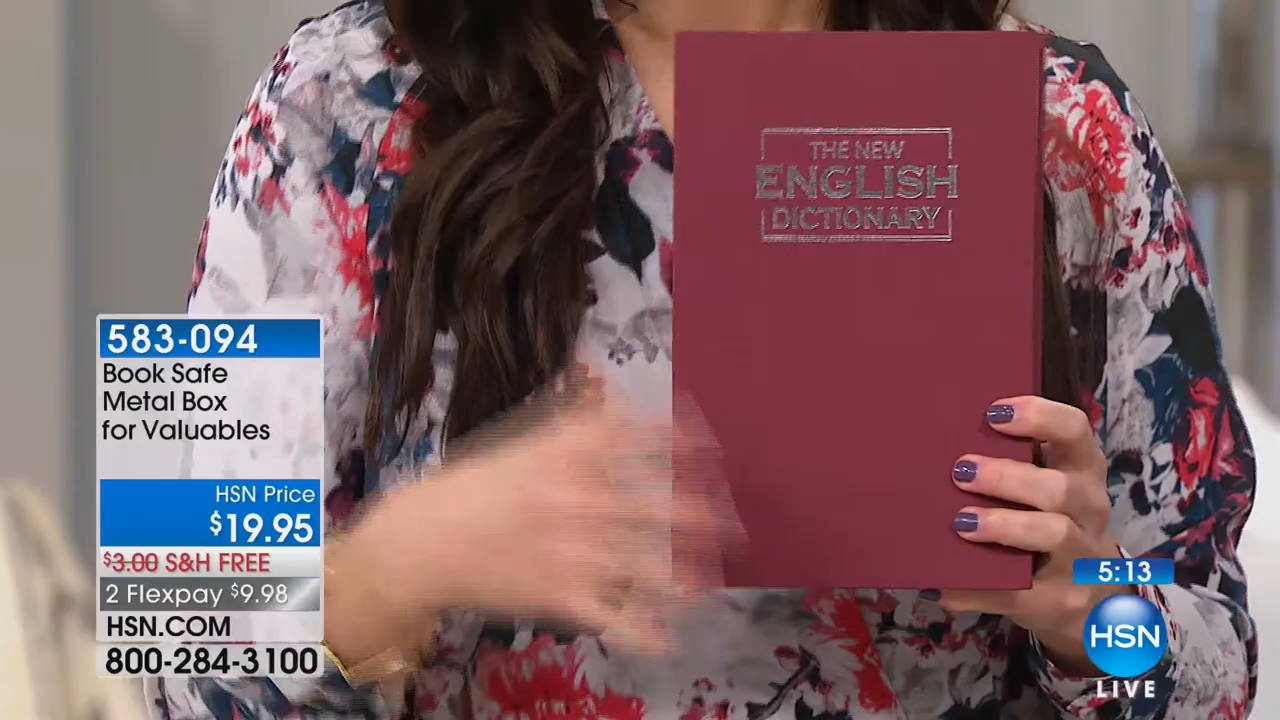 THE NEW
ENGLISH
DICTIONARY
583-094
Book Safe
Metal Box
for Valuables
HSN Price
$19.95
$3.00 S&H FREE
2 Flexpay $9.98
HSN.COM
800-284-3100
5:13
HSN
LIVE